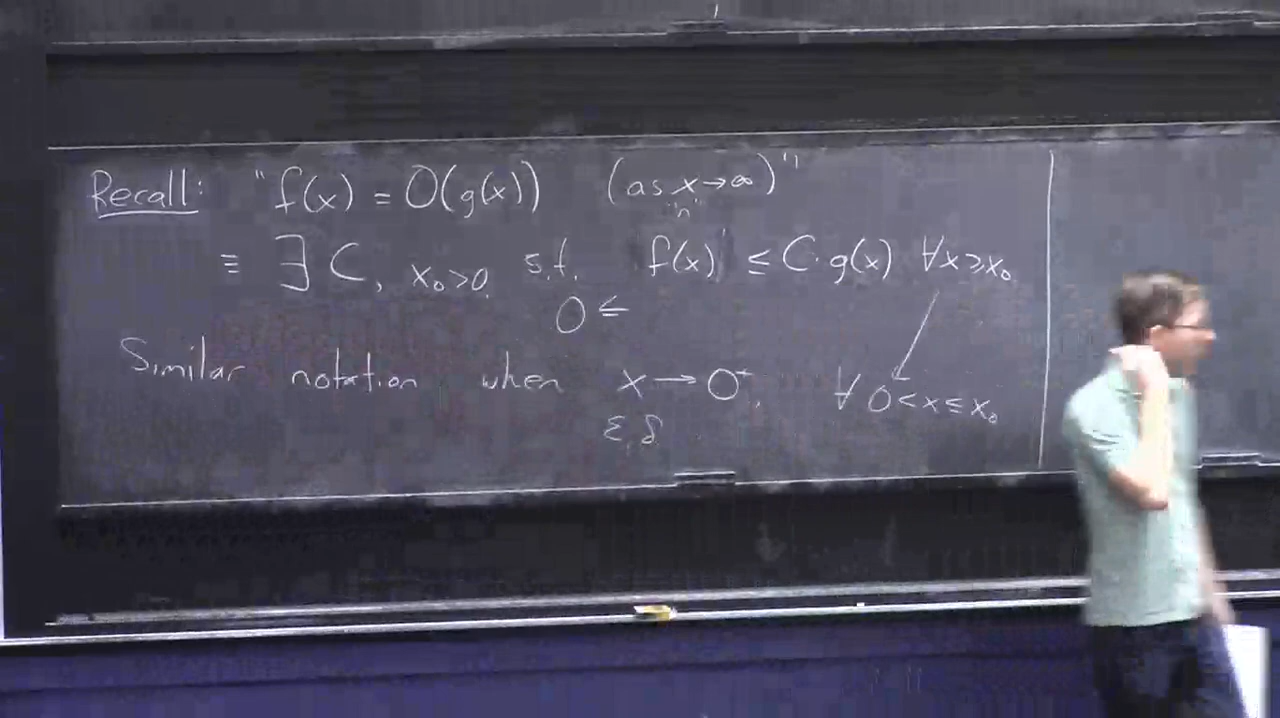 Recall: "f(x) = O(g(x)) (as x→∞)"
"n"
≡ ∃ C, x₀>0 s.t. f(x) ≤ C·g(x) ∀x≥x₀
0 ≤
Similar notation when x→0⁺, ∀ 0<x≤x₀
ε, δ